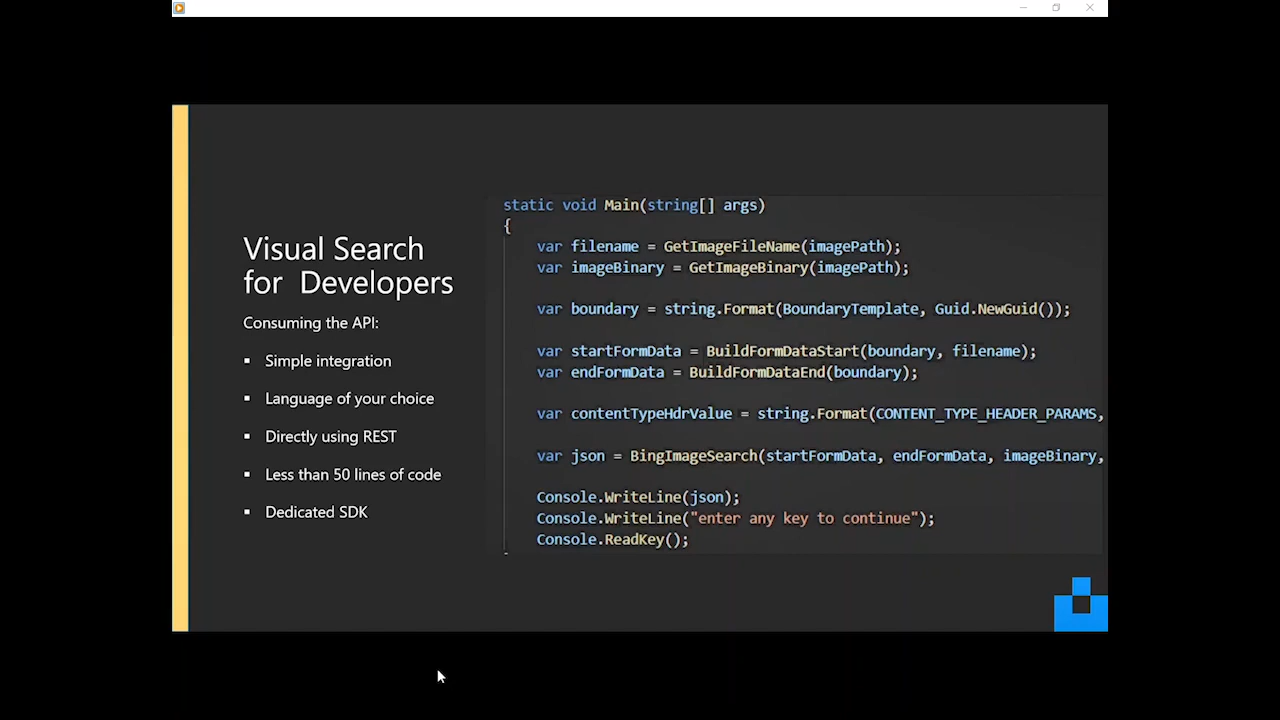 Visual Search
for Developers
Consuming the API:
▪ Simple integration
▪ Language of your choice
▪ Directly using REST
▪ Less than 50 lines of code
▪ Dedicated SDK
static void Main(string[] args)
{
var filename = GetImageFileName(imagePath);
var imageBinary = GetImageBinary(imagePath);
var boundary = string.Format(BoundaryTemplate, Guid.NewGuid());
var startFormData = BuildFormDataStart(boundary, filename);
var endFormData = BuildFormDataEnd(boundary);
var contentTypeHdrValue = string.Format(CONTENT_TYPE_HEADER_PARAMS,
var json = BingImageSearch(startFormData, endFormData, imageBinary,
Console.WriteLine(json);
Console.WriteLine("enter any key to continue");
Console.ReadKey();